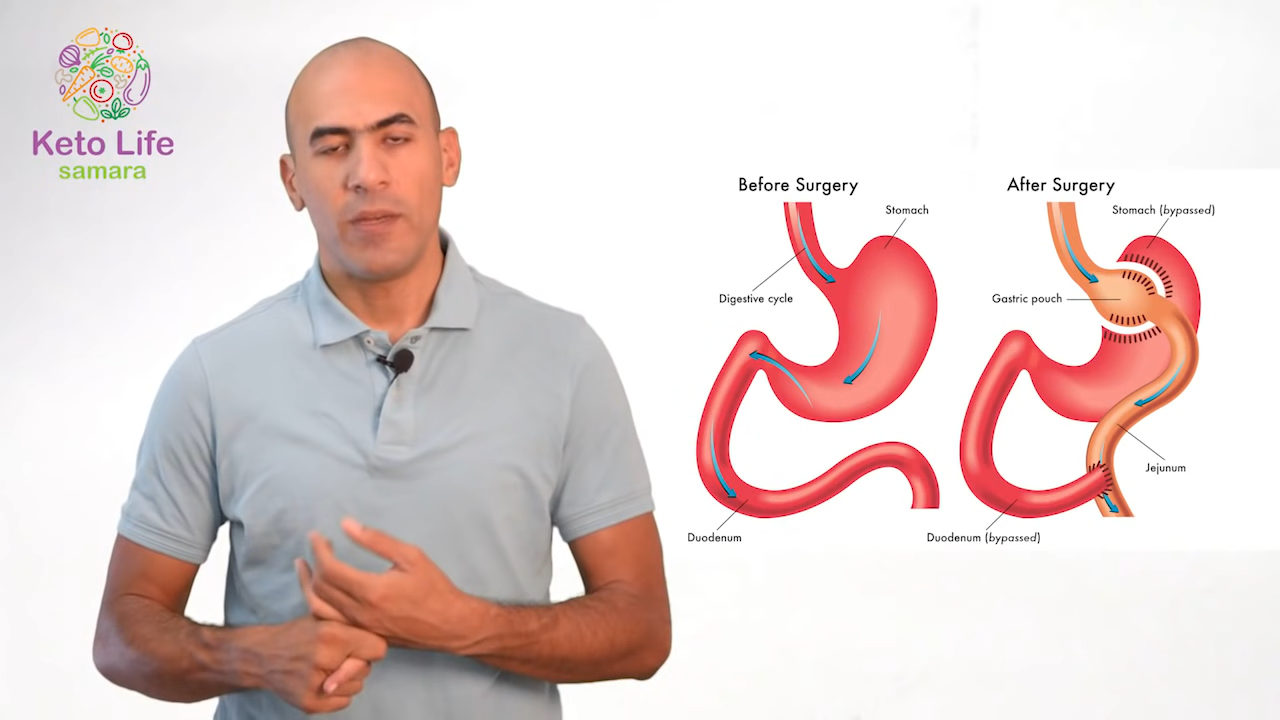 Keto Life
samara
Before Surgery
Stomach
Digestive cycle
Duodenum
After Surgery
Stomach (bypassed)
Gastric pouch
Jejunum
Duodenum (bypassed)